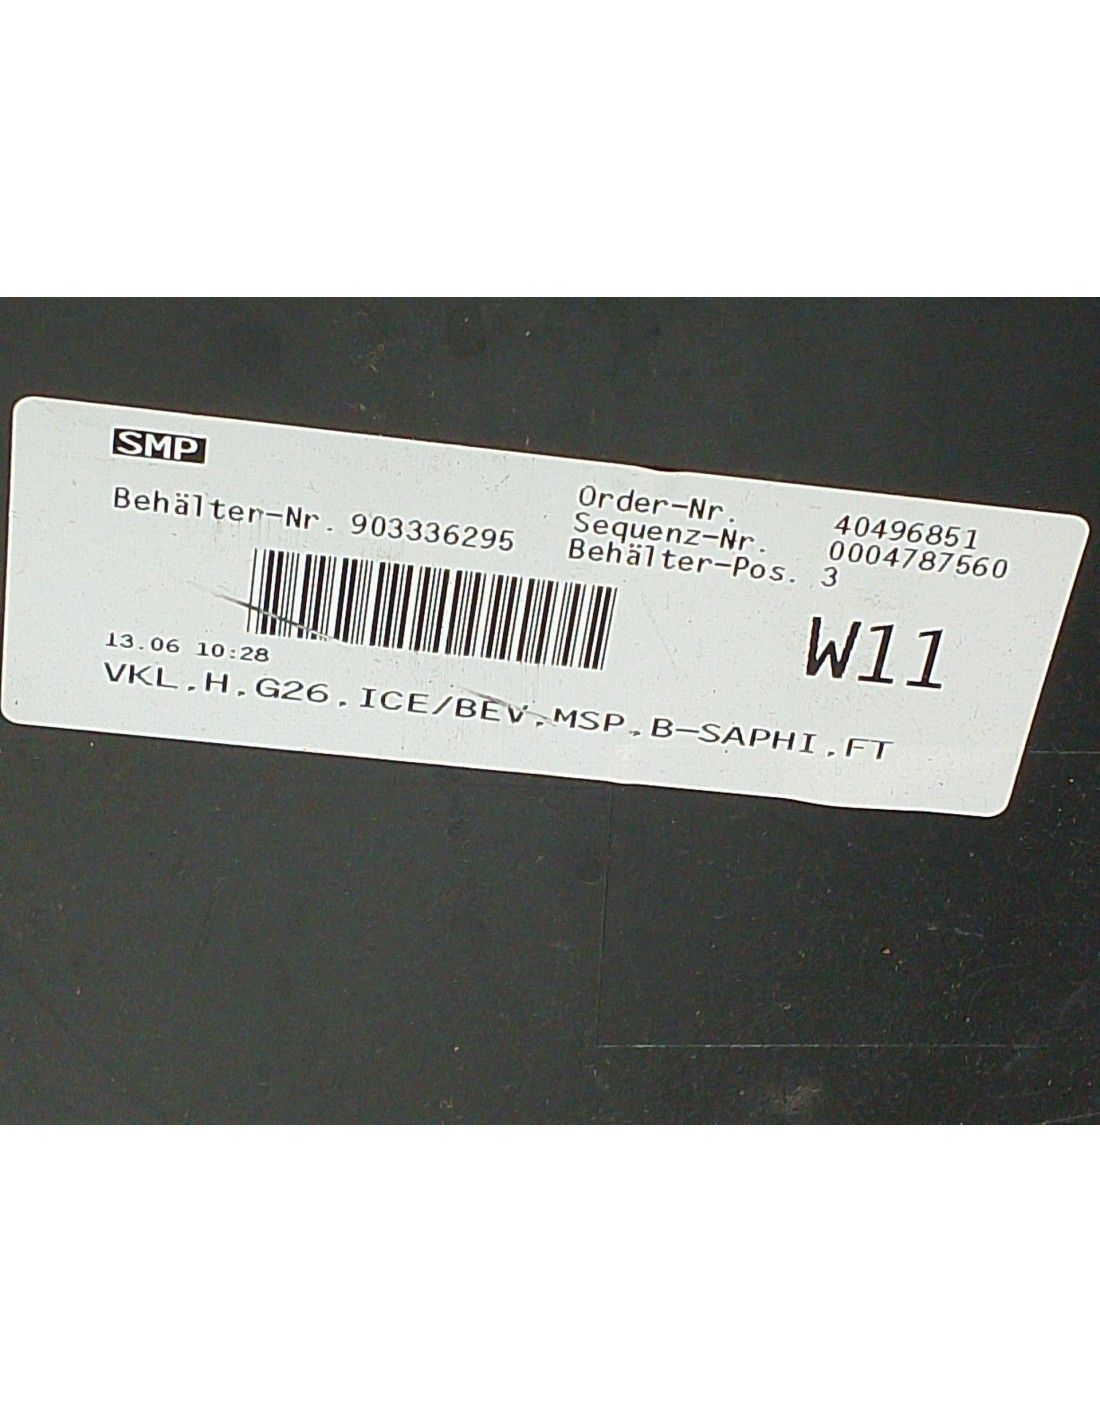 SMP
Behälter-Nr. 903336295
Order-Nr. 40496851
Sequenz-Nr. 0004787560
Behälter-Pos. 3
W11
13.06 10:28
VKL.H.G26.ICE/BEV.MSP.B-SAPHI.FT